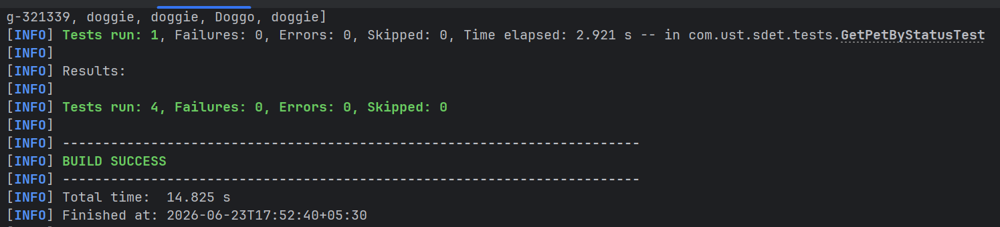 g-321339, doggie, doggie, Doggo, doggie]
[INFO] Tests run: 1, Failures: 0, Errors: 0, Skipped: 0, Time elapsed: 2.921 s -- in com.ust.sdet.tests.GetPetByStatusTest
[INFO]
[INFO] Results:
[INFO]
[INFO] Tests run: 4, Failures: 0, Errors: 0, Skipped: 0
[INFO]
[INFO] ------------------------------------------------------------------------
[INFO] BUILD SUCCESS
[INFO] ------------------------------------------------------------------------
[INFO] Total time:  14.825 s
[INFO] Finished at: 2026-06-23T17:52:40+05:30